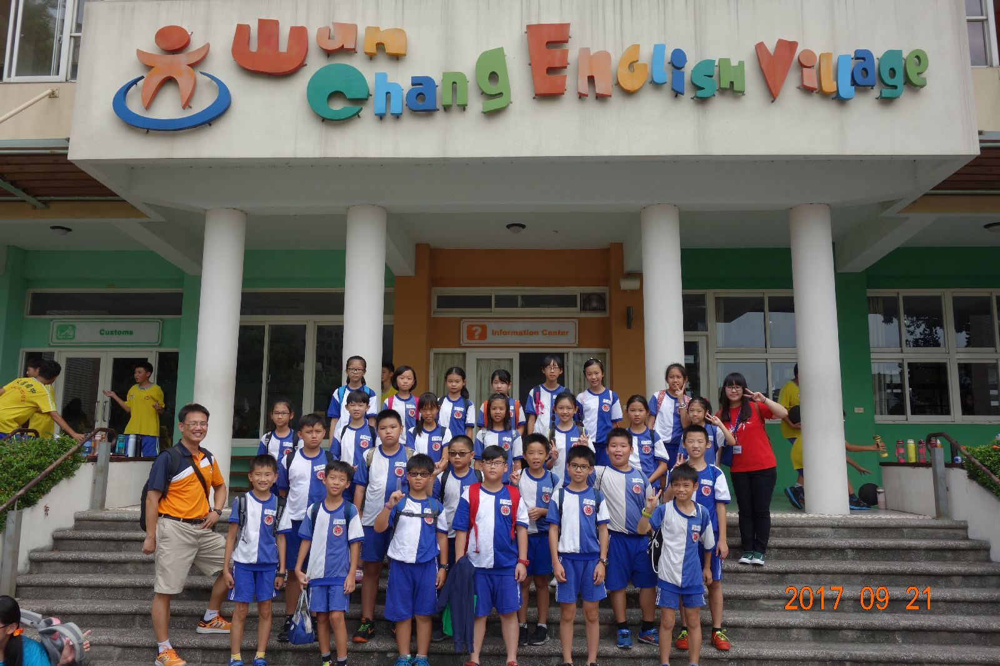 Wun
Chang English Village
Customs
? Information Center
2017 09 21